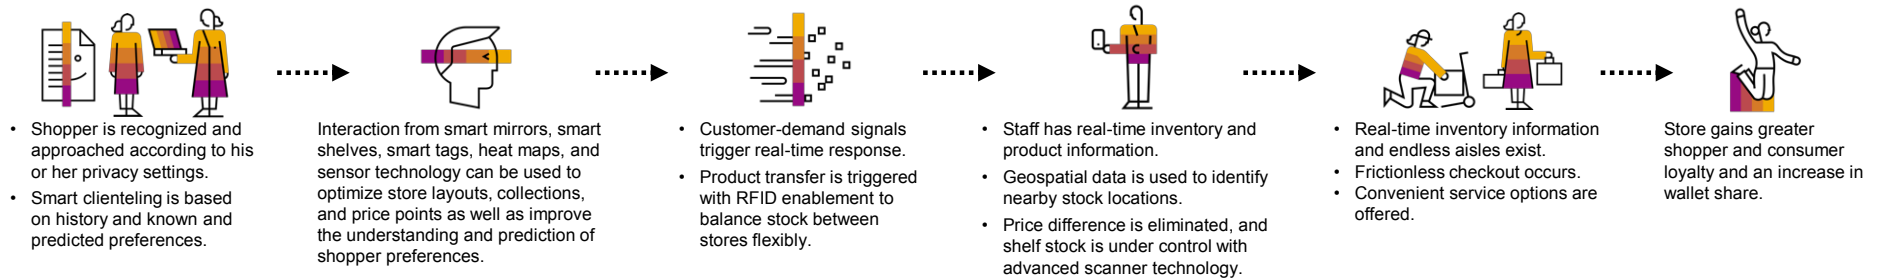 • Shopper is recognized and
approached according to his
or her privacy settings.
• Smart clienteling is based
on history and known and
predicted preferences.
Interaction from smart mirrors, smart
shelves, smart tags, heat maps, and
sensor technology can be used to
optimize store layouts, collections,
and price points as well as improve
the understanding and prediction of
shopper preferences.
• Customer-demand signals
trigger real-time response.
• Product transfer is triggered
with RFID enablement to
balance stock between
stores flexibly.
• Staff has real-time inventory and
product information.
• Geospatial data is used to identify
nearby stock locations.
• Price difference is eliminated, and
shelf stock is under control with
advanced scanner technology.
• Real-time inventory information
and endless aisles exist.
• Frictionless checkout occurs.
• Convenient service options are
offered.
Store gains greater
shopper and consumer
loyalty and an increase in
wallet share.